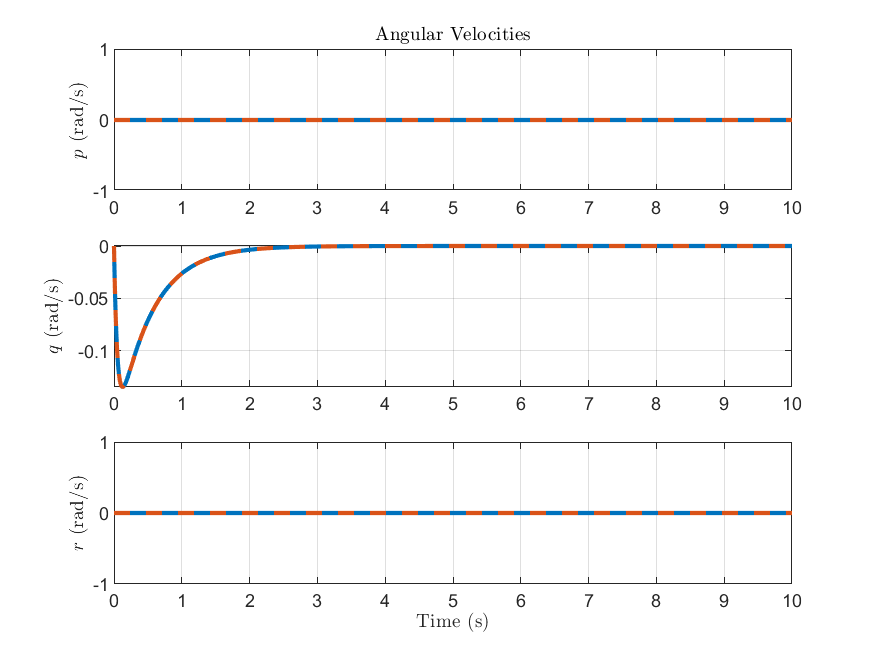 Angular Velocities
1
0
-1
p (rad/s)
0 1 2 3 4 5 6 7 8 9 10
0
-0.05
-0.1
q (rad/s)
0 1 2 3 4 5 6 7 8 9 10
1
0
-1
r (rad/s)
0 1 2 3 4 5 6 7 8 9 10
Time (s)